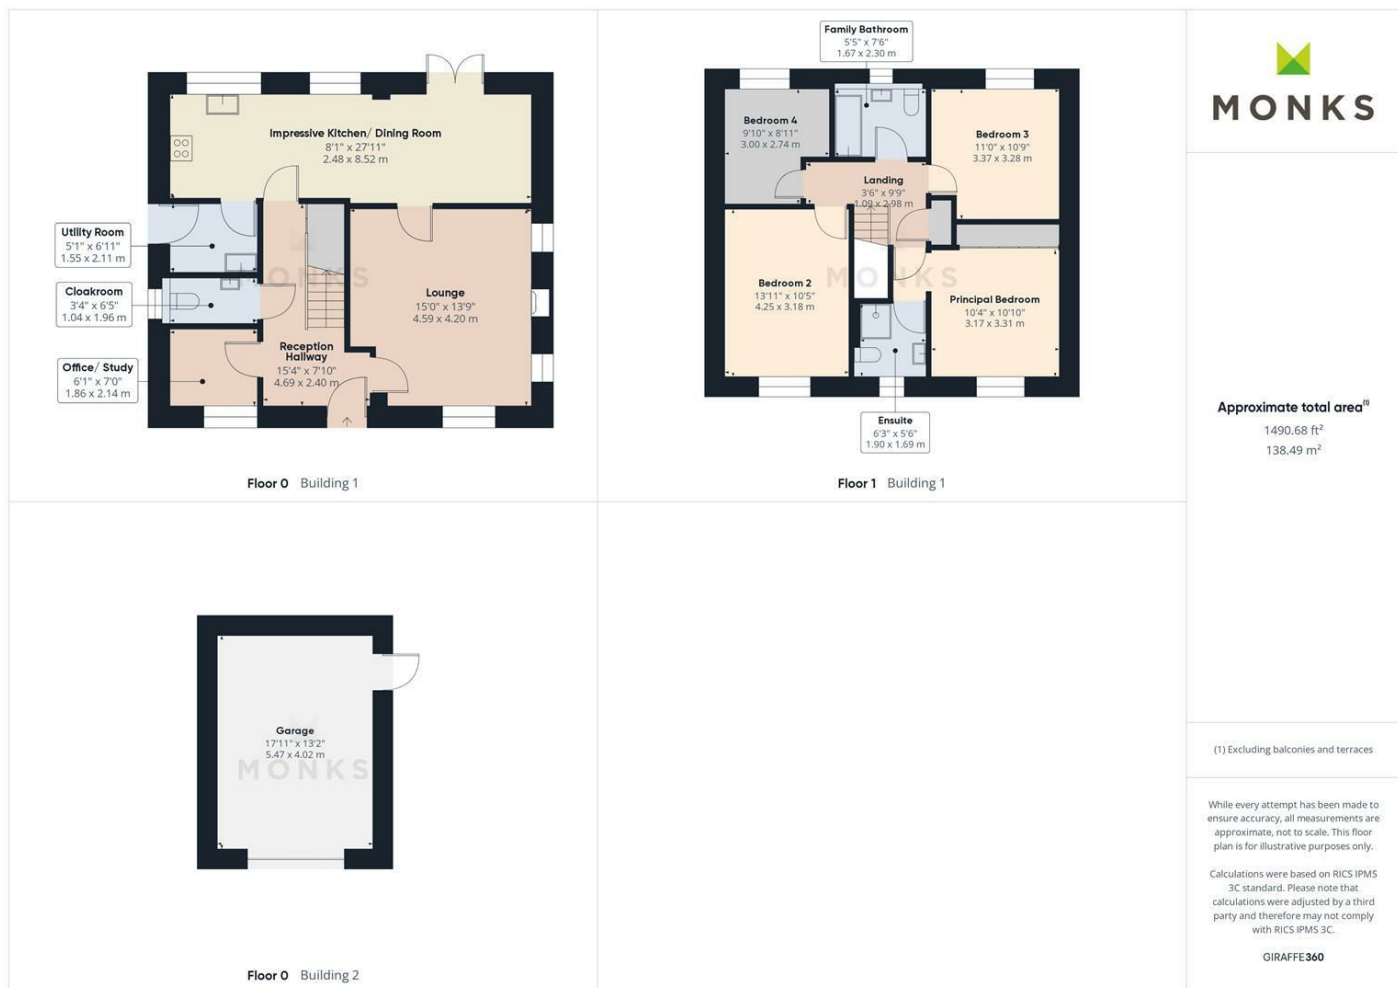 Impressive Kitchen/ Dining Room
8'1" x 27'11"
2.48 x 8.52 m
Utility Room
5'1" x 6'11"
1.55 x 2.11 m
Cloakroom
3'4" x 6'5"
1.04 x 1.96 m
Office/ Study
6'1" x 7'0"
1.86 x 2.14 m
Reception
Hallway
15'4" x 7'10"
4.69 x 2.40 m
Lounge
15'0" x 13'9"
4.59 x 4.20 m
MONKS
Floor 0 Building 1
Family Bathroom
5'5" x 7'6"
1.67 x 2.30 m
Bedroom 4
9'10" x 8'11"
3.00 x 2.74 m
Bedroom 3
11'0" x 10'9"
3.37 x 3.28 m
Landing
3'6" x 9'9"
1.09 x 2.98 m
Bedroom 2
13'11" x 10'5"
4.25 x 3.18 m
Principal Bedroom
10'4" x 10'10"
3.17 x 3.31 m
MONKS
Ensuite
6'3" x 5'6"
1.90 x 1.69 m
Floor 1 Building 1
Garage
17'11" x 13'2"
5.47 x 4.02 m
MONKS
Floor 0 Building 2
MONKS
Approximate total area(1)
1490.68 ft²
138.49 m²
(1) Excluding balconies and terraces
While every attempt has been made to
ensure accuracy, all measurements are
approximate, not to scale. This floor
plan is for illustrative purposes only.
Calculations were based on RICS IPMS
3C standard. Please note that
calculations were adjusted by a third
party and therefore may not comply
with RICS IPMS 3C.
GIRAFFE360